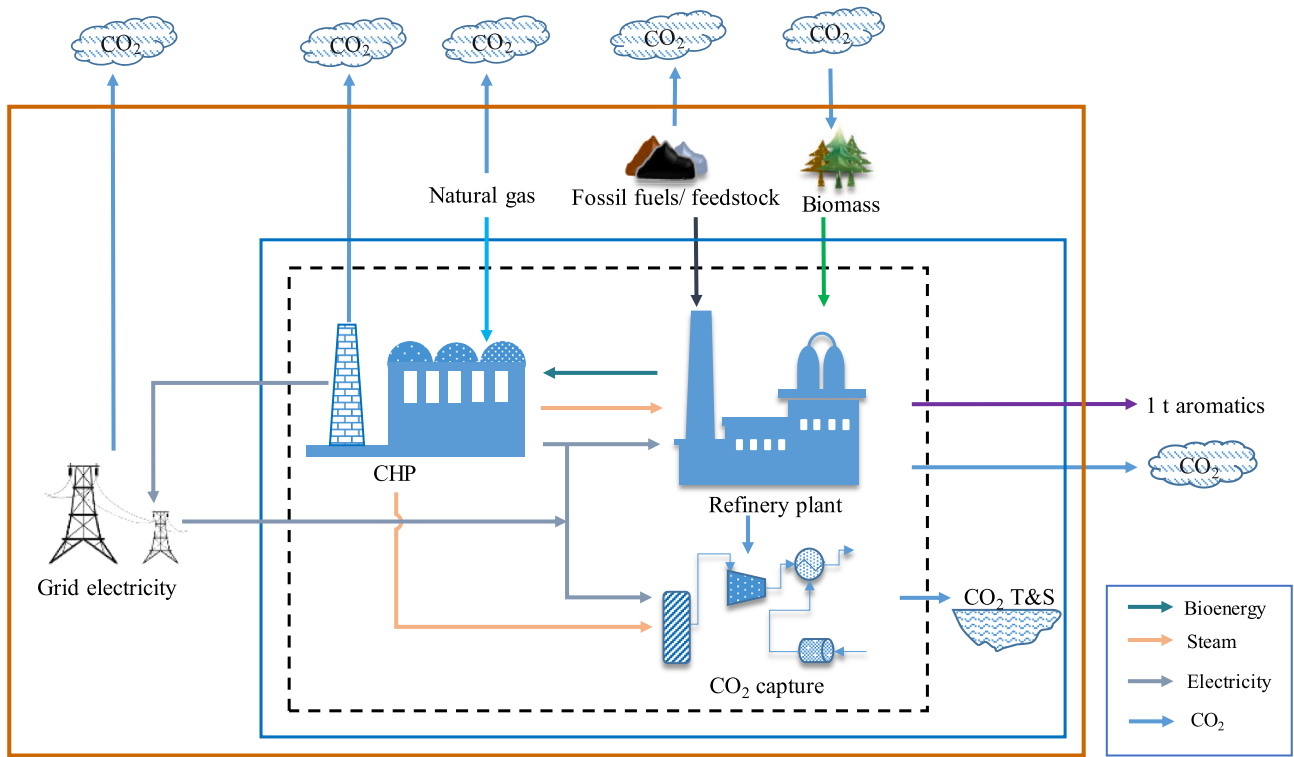 CO₂
CO₂
CO₂
CO₂
CO₂
Natural gas
Fossil fuels/ feedstock
Biomass
1 t aromatics
CO₂
CHP
Refinery plant
Grid electricity
CO₂ T&S
CO₂ capture
Bioenergy
Steam
Electricity
CO₂